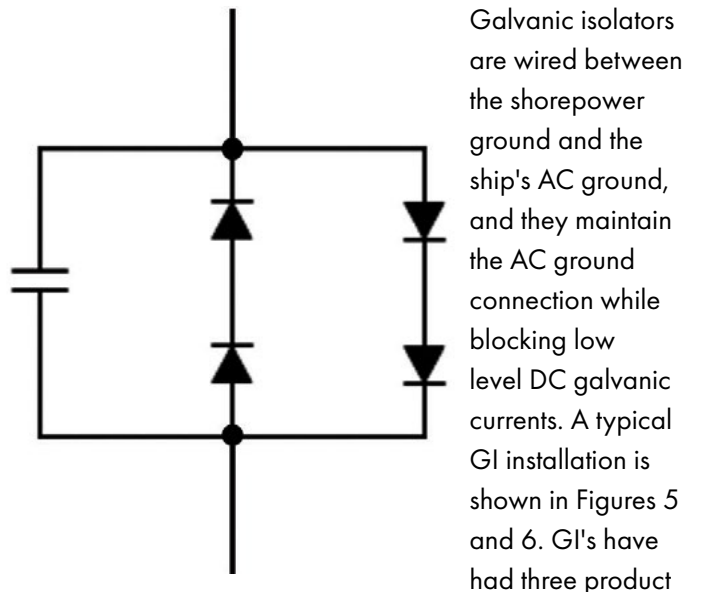 Galvanic isolators
are wired between
the shorepower
ground and the
ship's AC ground,
and they maintain
the AC ground
connection while
blocking low
level DC galvanic
currents. A typical
GI installation is
shown in Figures 5
and 6. GI's have
had three product